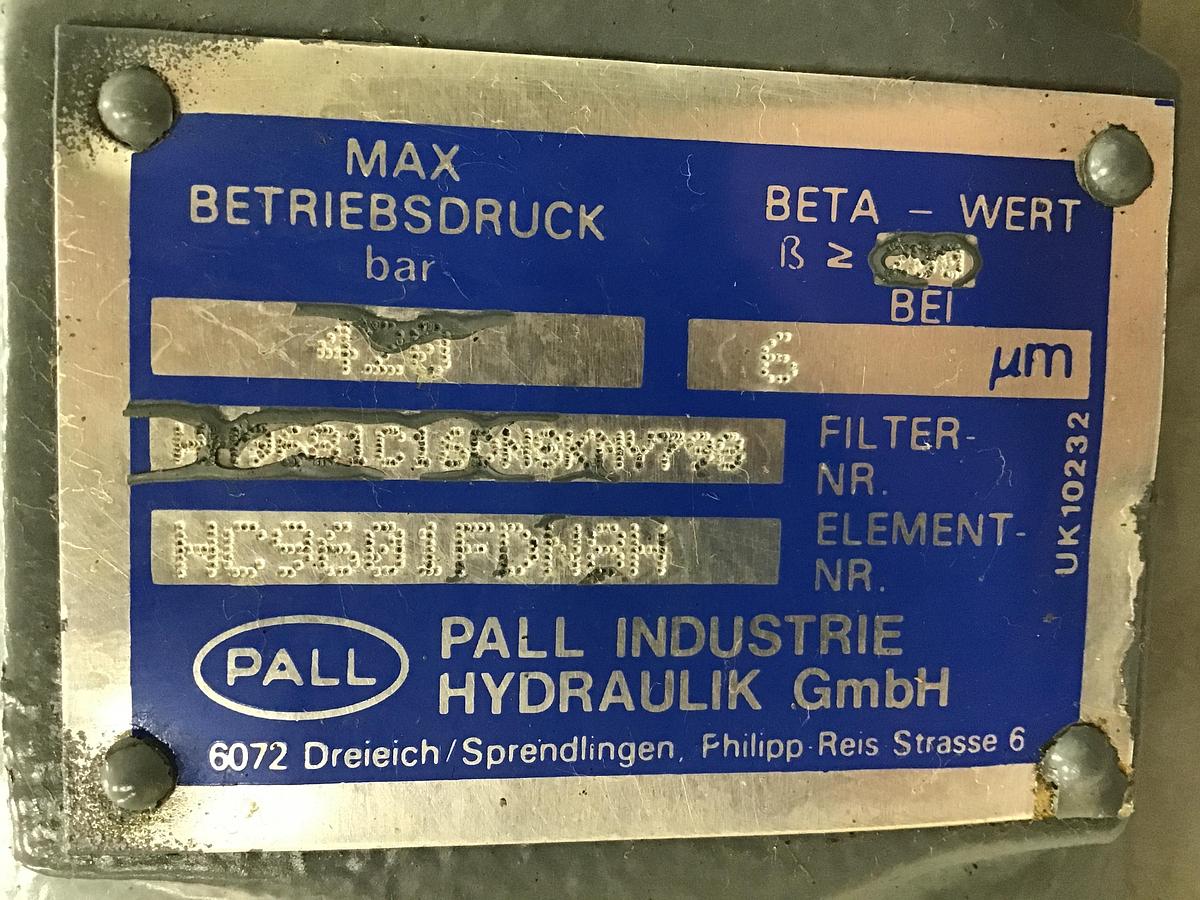 MAX
BETRIEBSDRUCK
bar
420
BETA – WERT
ß ≥
BEI
6 µm
FILTER-
NR.
HC9601FDN8H
ELEMENT-
NR.
UK10232
PALL
PALL INDUSTRIE
HYDRAULIK GmbH
6072 Dreieich/Sprendlingen, Philipp-Reis Strasse 6